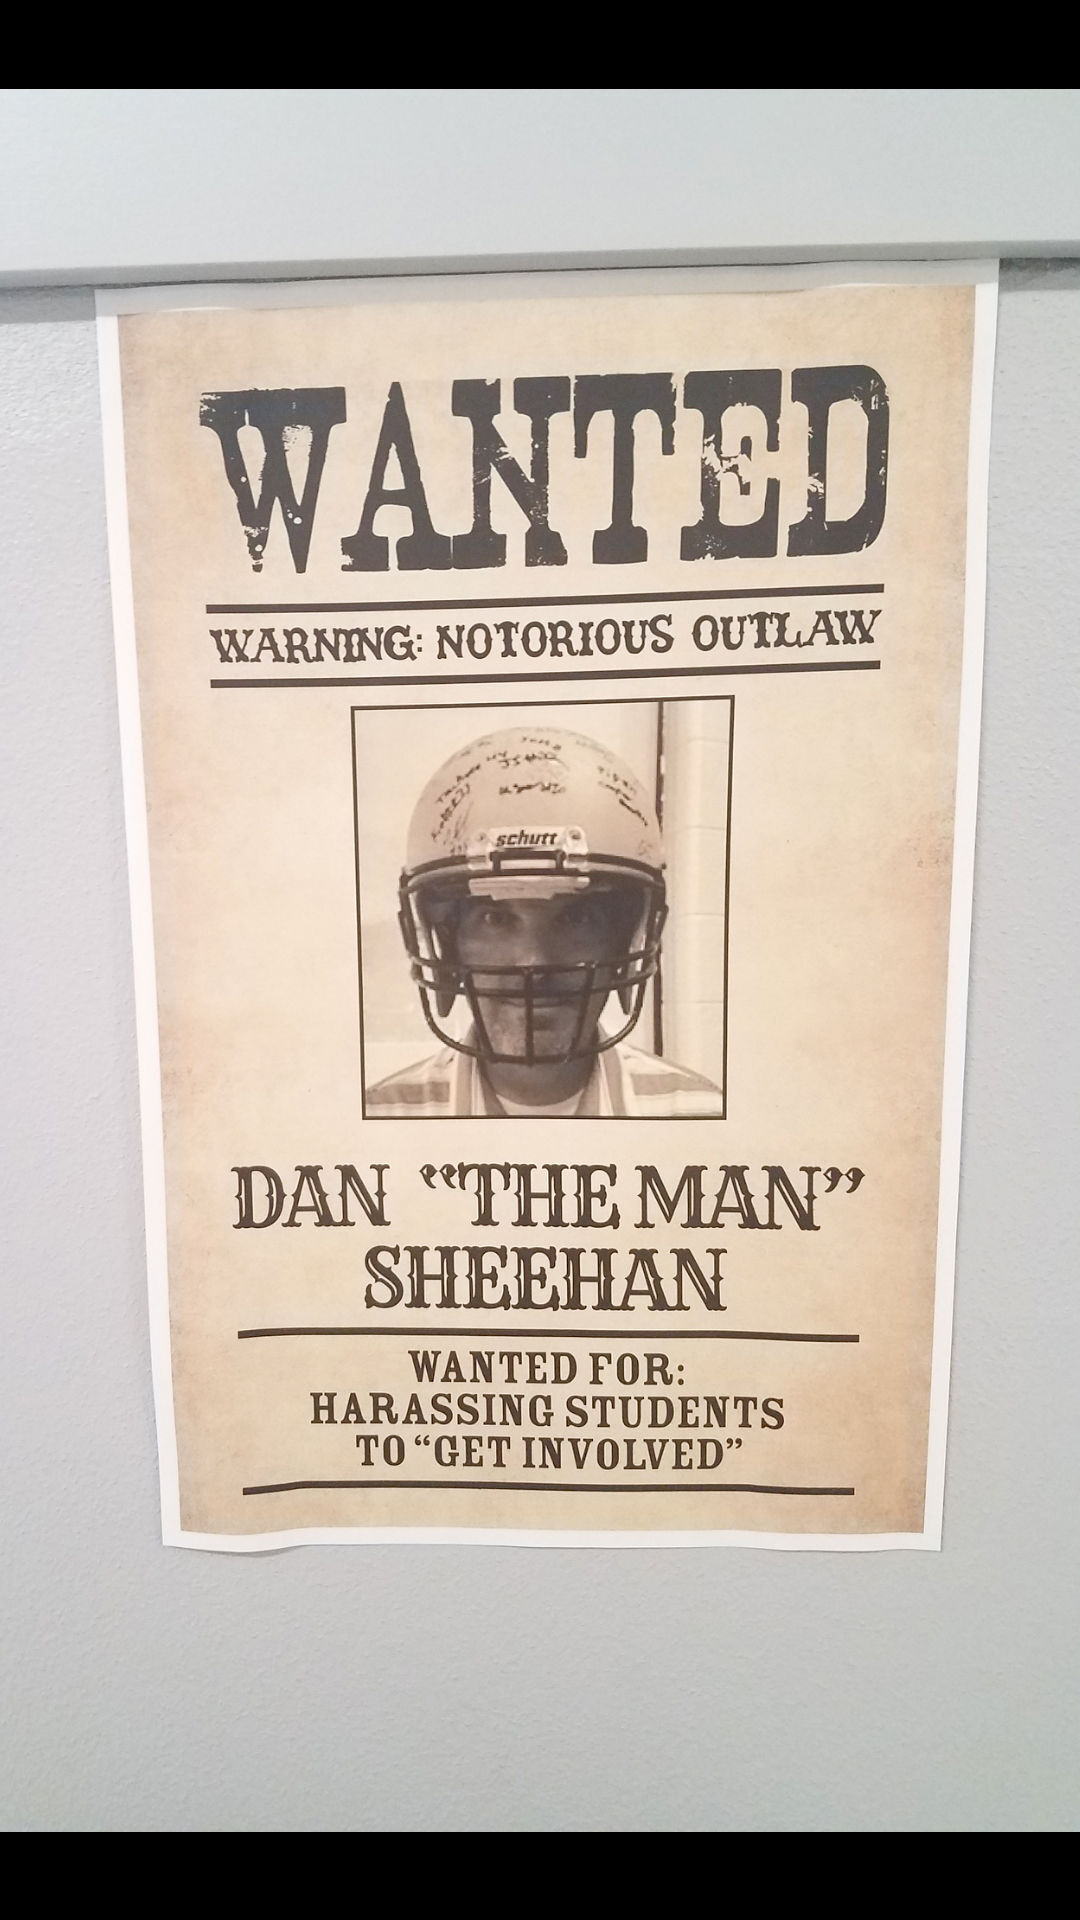 WANTED
WARNING: NOTORIOUS OUTLAW
schutt
DAN “THE MAN”
SHEEHAN
WANTED FOR:
HARASSING STUDENTS
TO “GET INVOLVED”